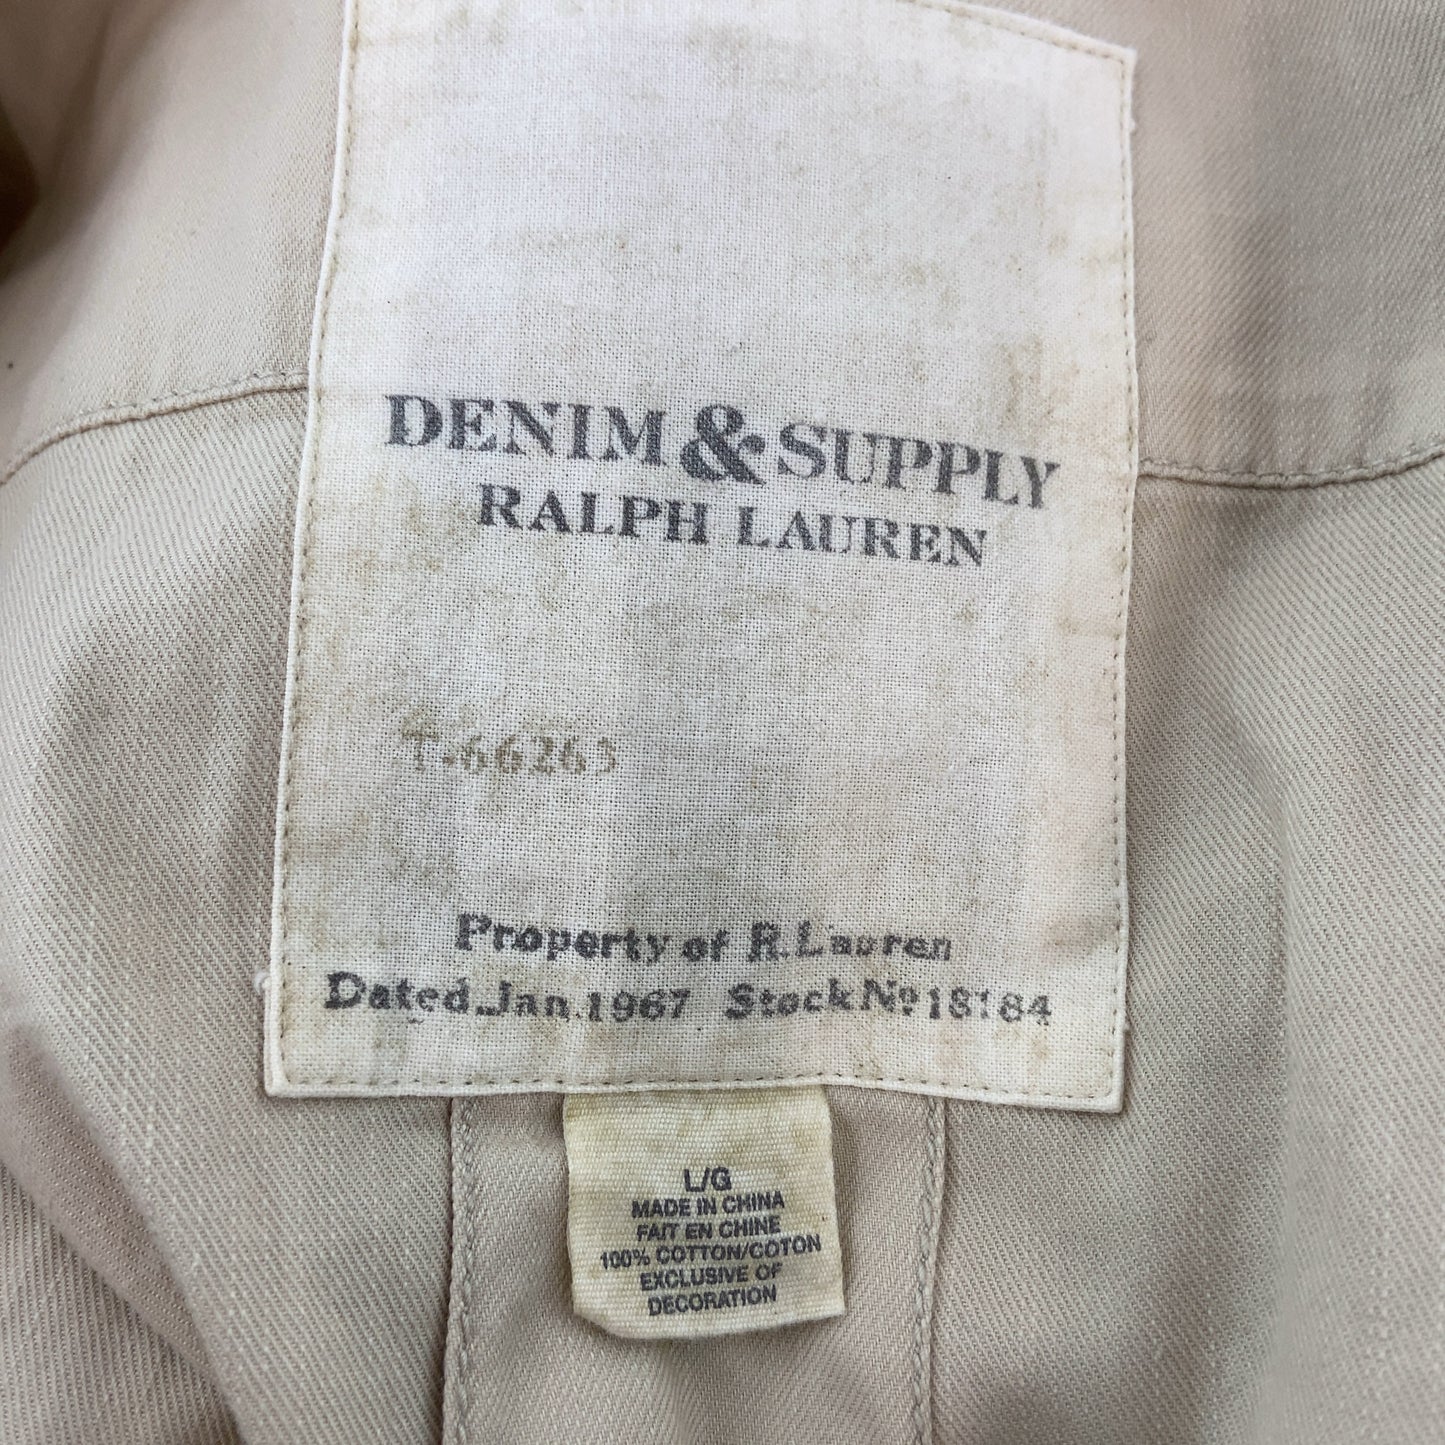 DENIM & SUPPLY
RALPH LAUREN
66263
Property of R. Lauren
Dated Jan. 1967 Stock No 18184
L/G
MADE IN CHINA
FAIT EN CHINE
100% COTTON/COTON
EXCLUSIVE OF
DECORATION